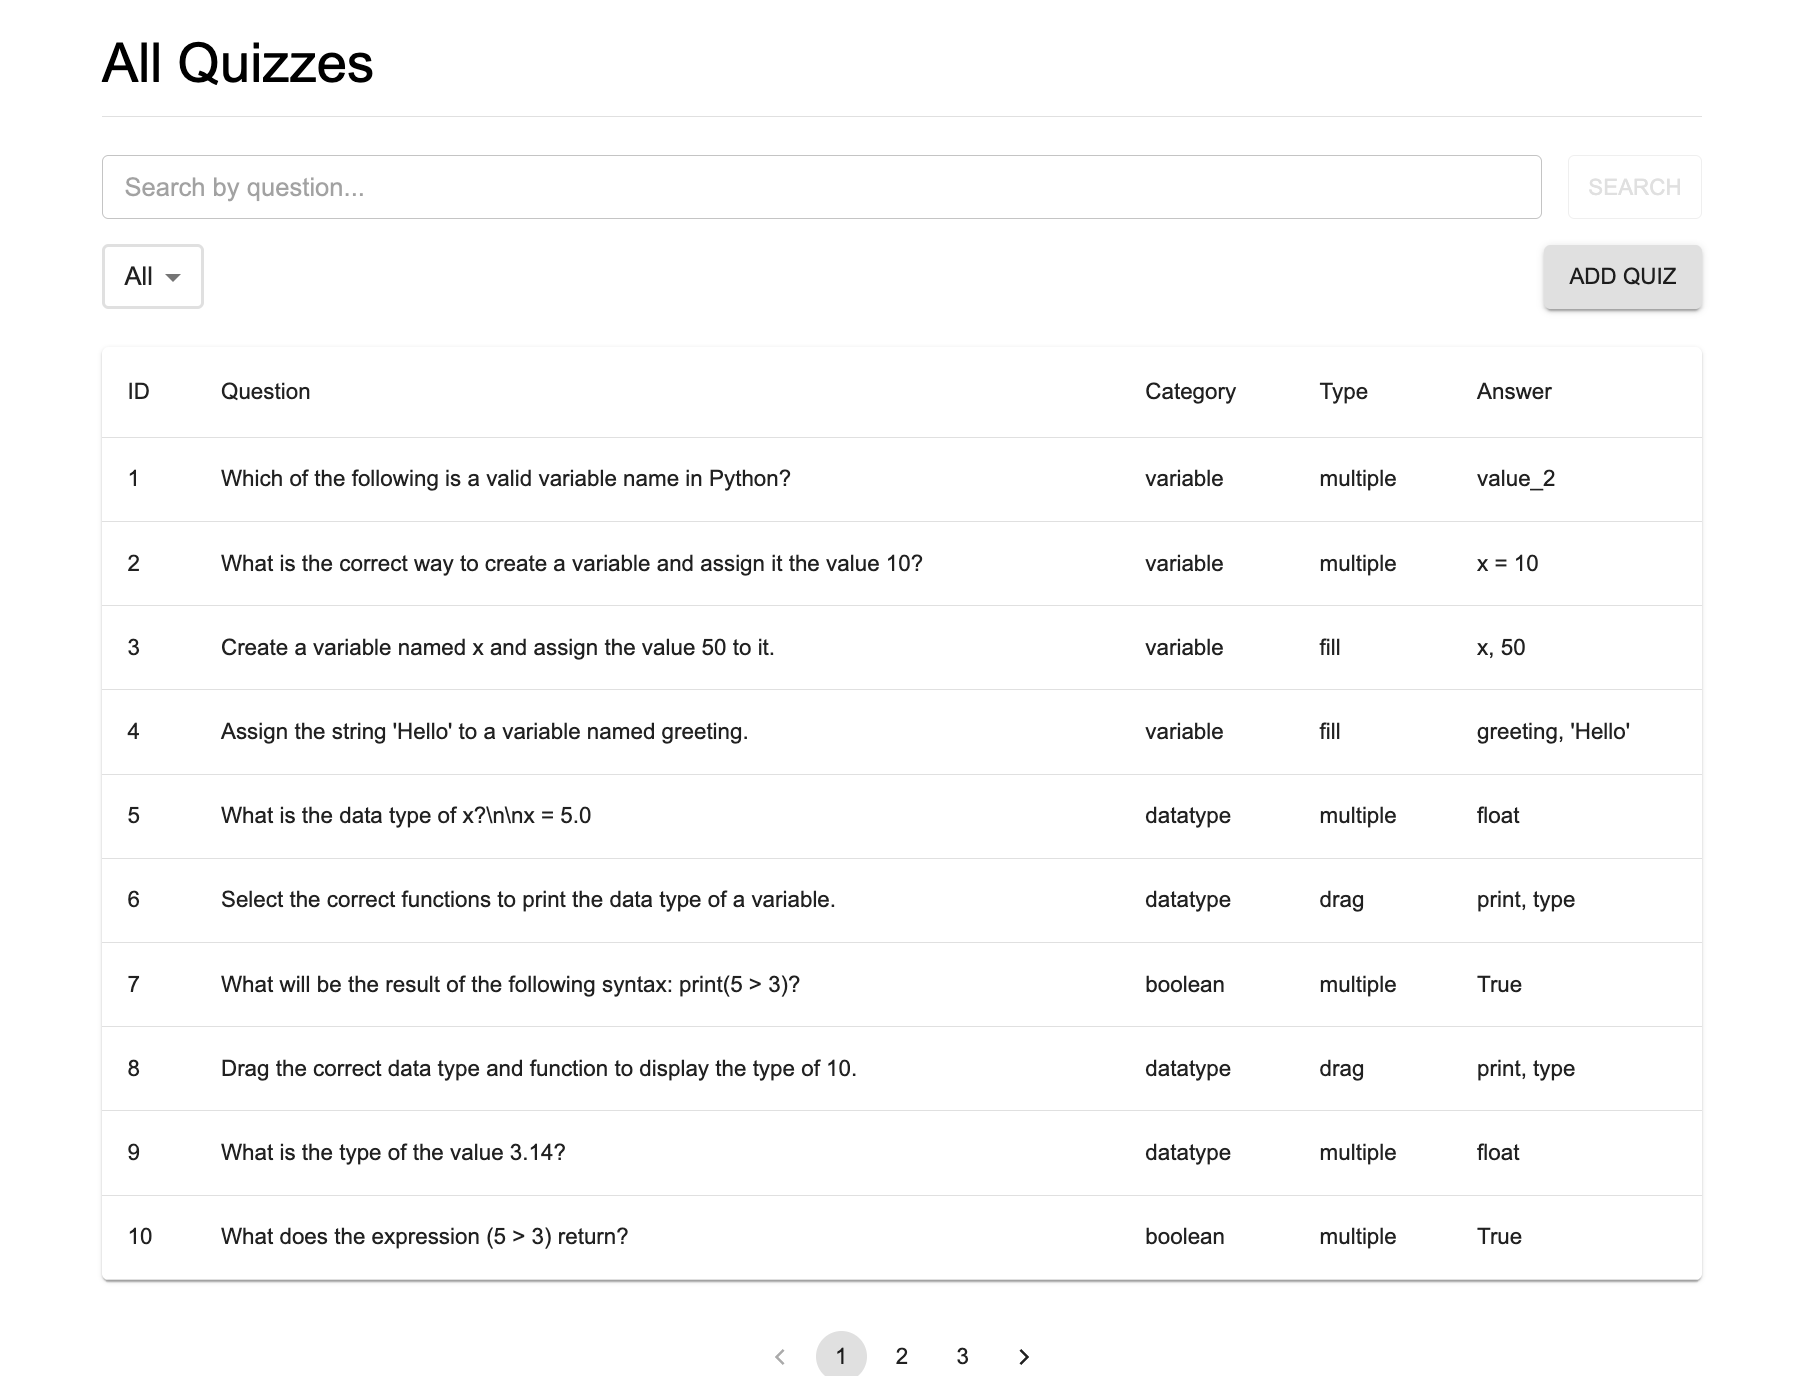 All Quizzes
Search by question...
SEARCH
All
ADD QUIZ
ID Question Category Type Answer
1 Which of the following is a valid variable name in Python? variable multiple value_2
2 What is the correct way to create a variable and assign it the value 10? variable multiple x = 10
3 Create a variable named x and assign the value 50 to it. variable fill x, 50
4 Assign the string 'Hello' to a variable named greeting. variable fill greeting, 'Hello'
5 What is the data type of x?\n\nx = 5.0 datatype multiple float
6 Select the correct functions to print the data type of a variable. datatype drag print, type
7 What will be the result of the following syntax: print(5 > 3)? boolean multiple True
8 Drag the correct data type and function to display the type of 10. datatype drag print, type
9 What is the type of the value 3.14? datatype multiple float
10 What does the expression (5 > 3) return? boolean multiple True
1 2 3